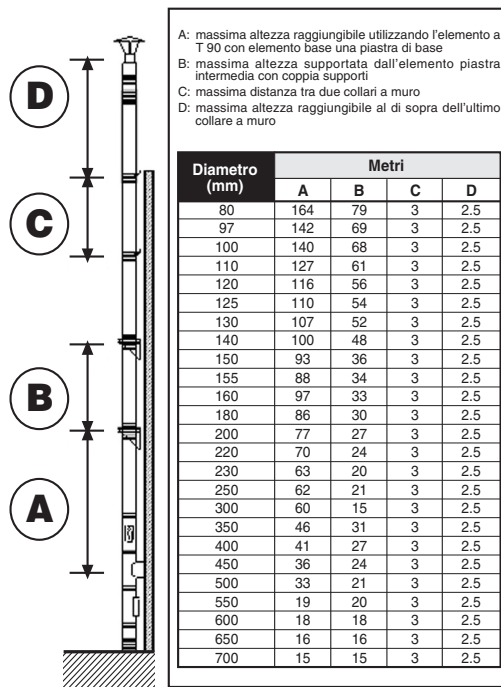 D
C
B
A
A: massima altezza raggiungibile utilizzando l'elemento a
T 90 con elemento base una piastra di base
B: massima altezza supportata dall'elemento piastra
intermedia con coppia supporti
C: massima distanza tra due collari a muro
D: massima altezza raggiungibile al di sopra dell'ultimo
collare a muro
Diametro (mm) Metri
A B C D
80 164 79 3 2.5
97 142 69 3 2.5
100 140 68 3 2.5
110 127 61 3 2.5
120 116 56 3 2.5
125 110 54 3 2.5
130 107 52 3 2.5
140 100 48 3 2.5
150 93 36 3 2.5
155 88 34 3 2.5
160 97 33 3 2.5
180 86 30 3 2.5
200 77 27 3 2.5
220 70 24 3 2.5
230 63 20 3 2.5
250 62 21 3 2.5
300 60 15 3 2.5
350 46 31 3 2.5
400 41 27 3 2.5
450 36 24 3 2.5
500 33 21 3 2.5
550 19 20 3 2.5
600 18 18 3 2.5
650 16 16 3 2.5
700 15 15 3 2.5